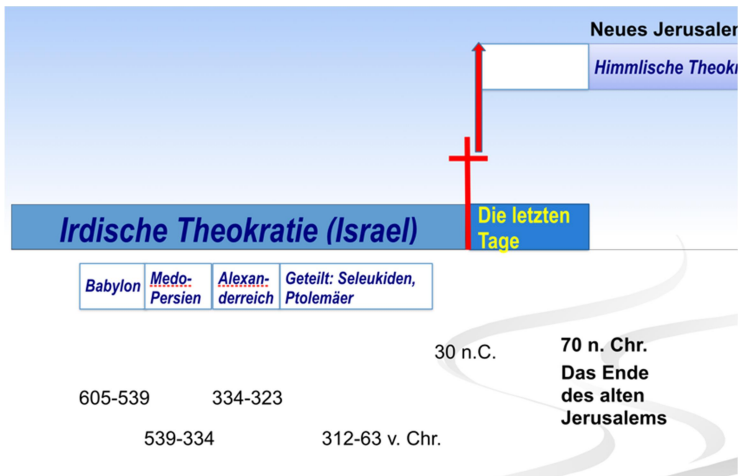 Neues Jerusalem
Himmlische Theok
Die letzten
Tage
Irdische Theokratie (Israel)
Babylon
Medo-
Persien
Alexan-
derreich
Geteilt: Seleukiden,
Ptolemäer
30 n.C.
70 n. Chr.
Das Ende
des alten
Jerusalems
605-539
334-323
539-334
312-63 v. Chr.